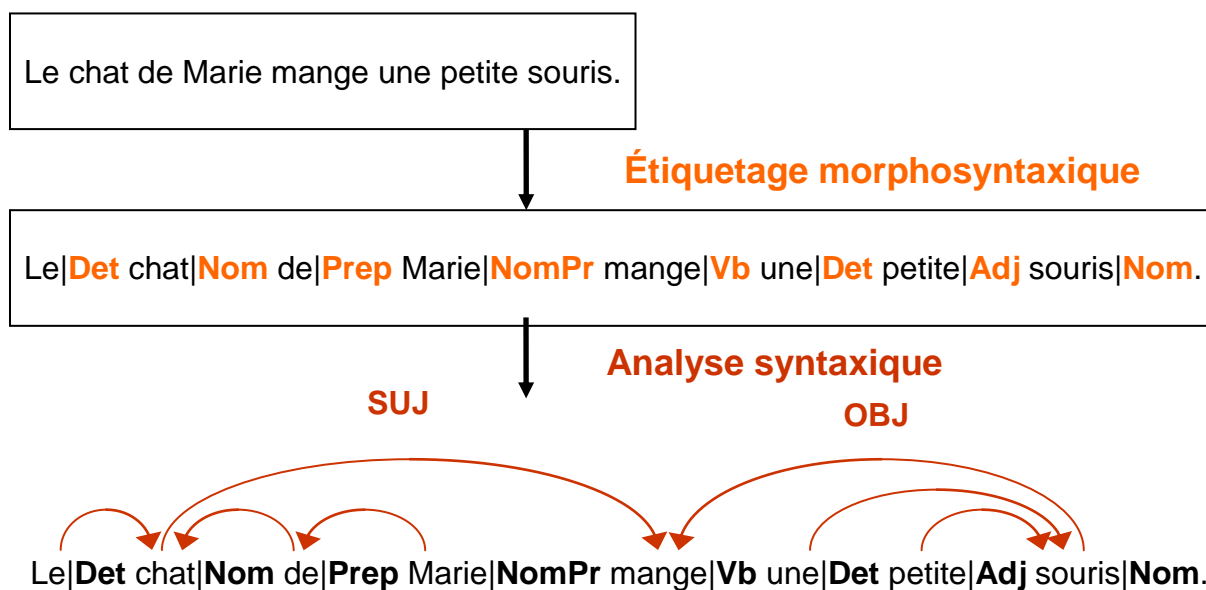 Le chat de Marie mange une petite souris.
Étiquetage morphosyntaxique
Le|Det chat|Nom de|Prep Marie|NomPr mange|Vb une|Det petite|Adj souris|Nom.
Analyse syntaxique
SUJ
OBJ
Le|Det chat|Nom de|Prep Marie|NomPr mange|Vb une|Det petite|Adj souris|Nom.